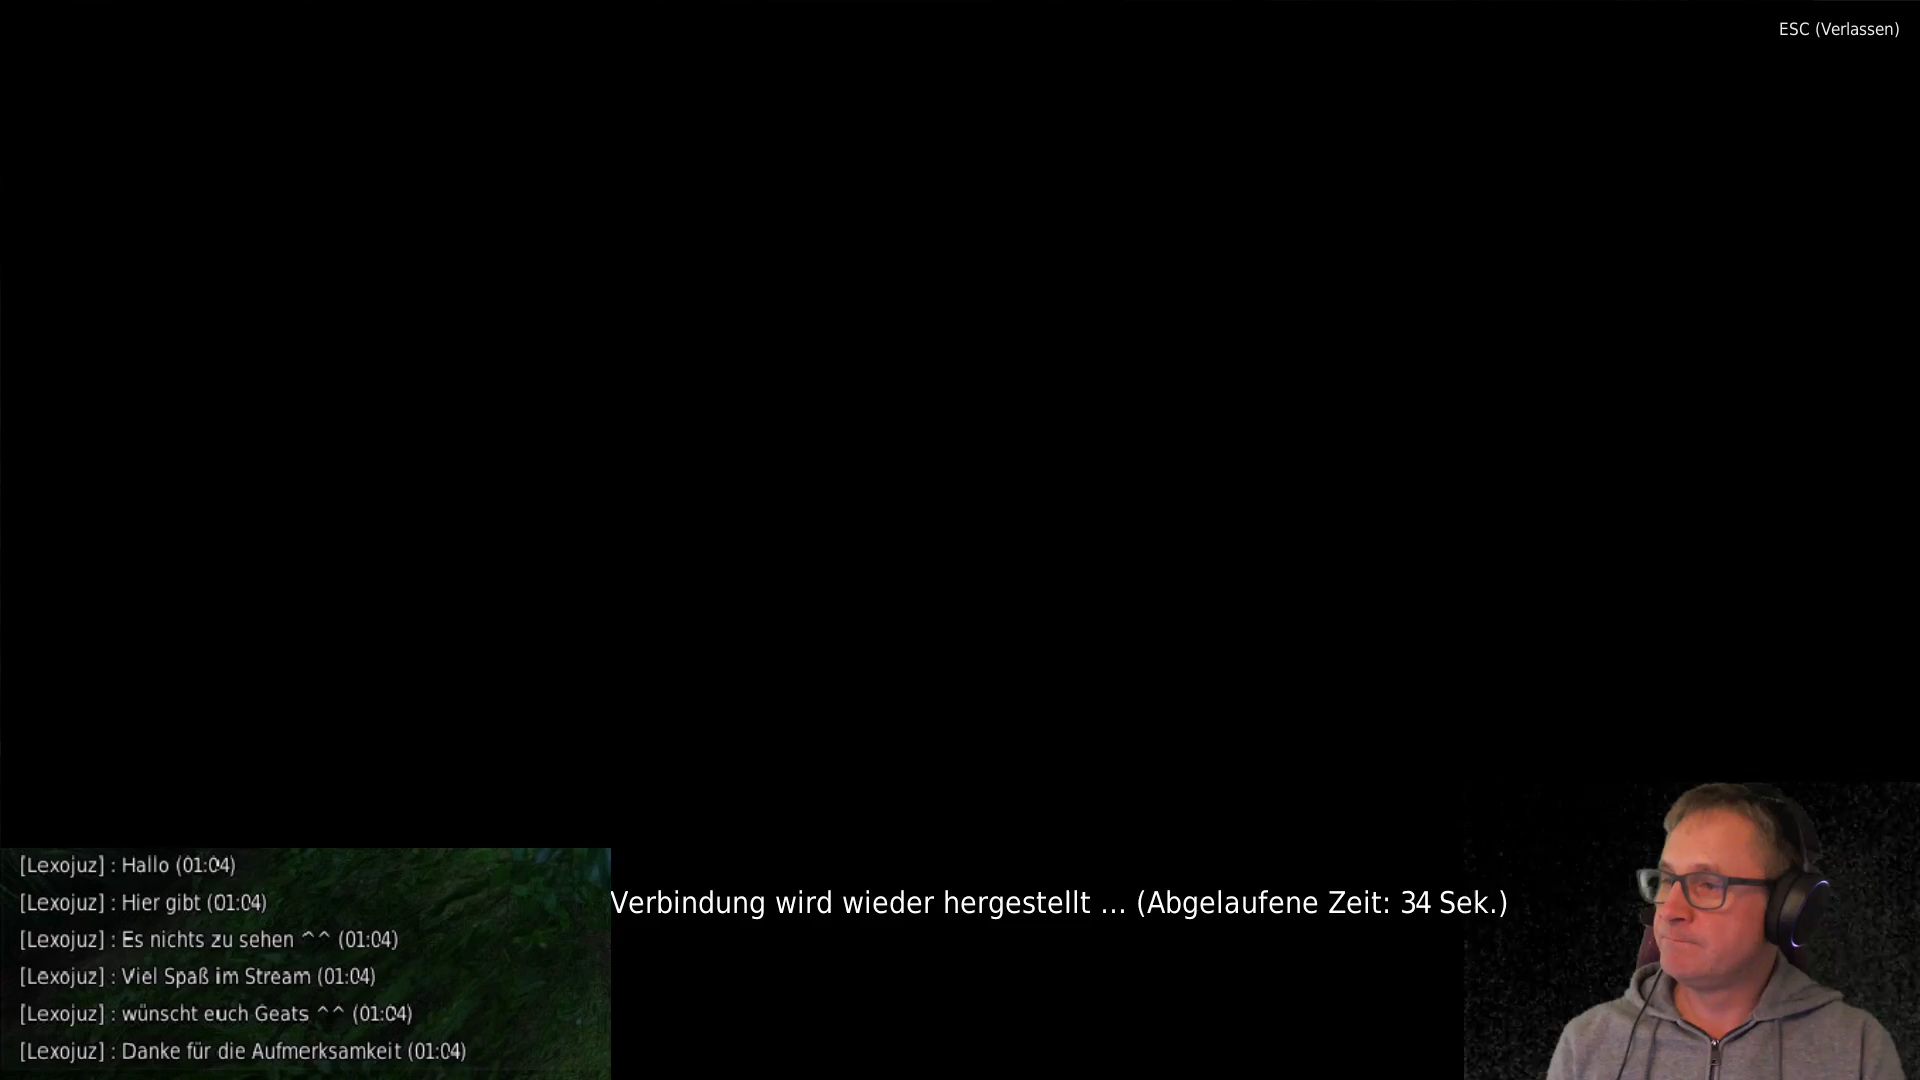 ESC (Verlassen)
[Lexojuz] : Hallo (01:04)
[Lexojuz] : Hier gibt (01:04)
[Lexojuz] : Es nichts zu sehen ^^ (01:04)
[Lexojuz] : Viel Spaß im Stream (01:04)
[Lexojuz] : wünscht euch Geats ^^ (01:04)
[Lexojuz] : Danke für die Aufmerksamkeit (01:04)
Verbindung wird wieder hergestellt ... (Abgelaufene Zeit: 34 Sek.)